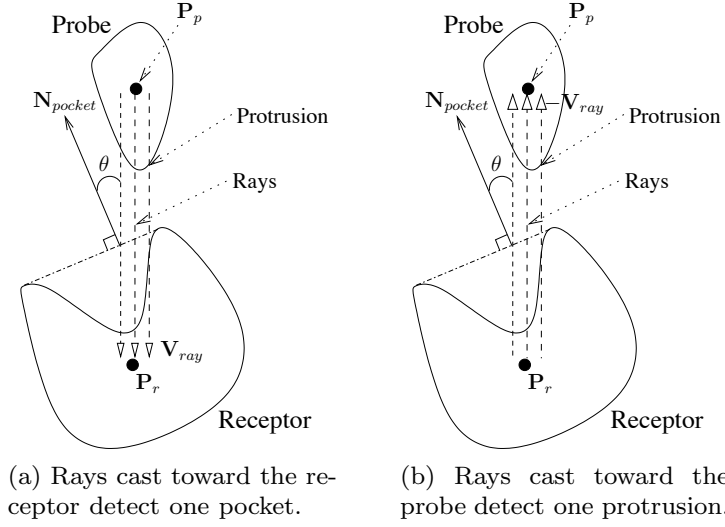 Probe
P_p
N_pocket
θ
Protrusion
Rays
V_ray
P_r
Receptor
(a) Rays cast toward the re-
ceptor detect one pocket.
Probe
P_p
N_pocket
−V_ray
θ
Protrusion
Rays
P_r
Receptor
(b) Rays cast toward the
probe detect one protrusion.